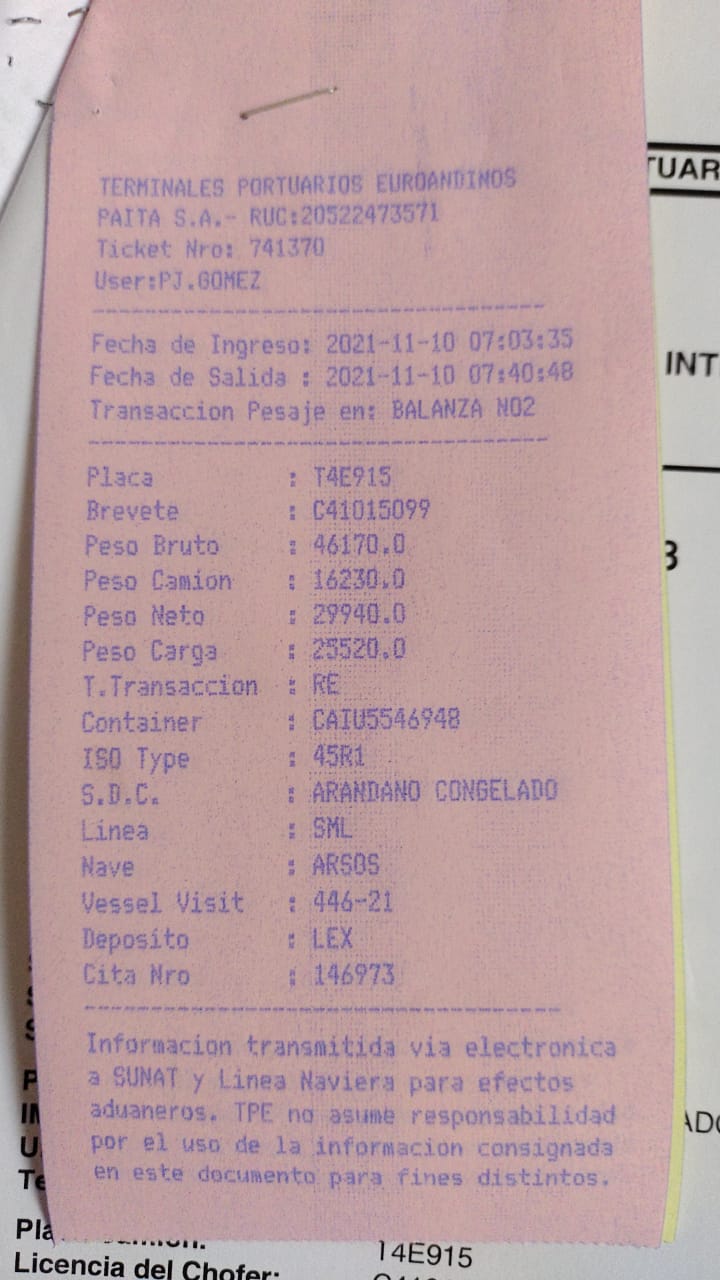 TERMINALES PORTUARIOS EUROANDINOS
PAITA S.A.- RUC:20522473571
Ticket Nro: 741370
User:PJ.GOMEZ
Fecha de Ingreso: 2021-11-10 07:03:35
Fecha de Salida : 2021-11-10 07:40:48
Transaccion Pesaje en: BALANZA NO2
Placa : T4E915
Brevete : C41015099
Peso Bruto : 46170.0
Peso Camion : 16230.0
Peso Neto : 29940.0
Peso Carga : 25520.0
T.Transaccion : RE
Container : CAIU5546948
ISO Type : 45R1
S.D.C. : ARANDANO CONGELADO
Linea : SML
Nave : ARSOS
Vessel Visit : 446-21
Deposito : LEX
Cita Nro : 146973
Informacion transmitida via electronica
a SUNAT y Linea Naviera para efectos
aduaneros. TPE no asume responsabilidad
por el uso de la informacion consignada
en este documento para fines distintos.
T4E915
Licencia del Chofer: